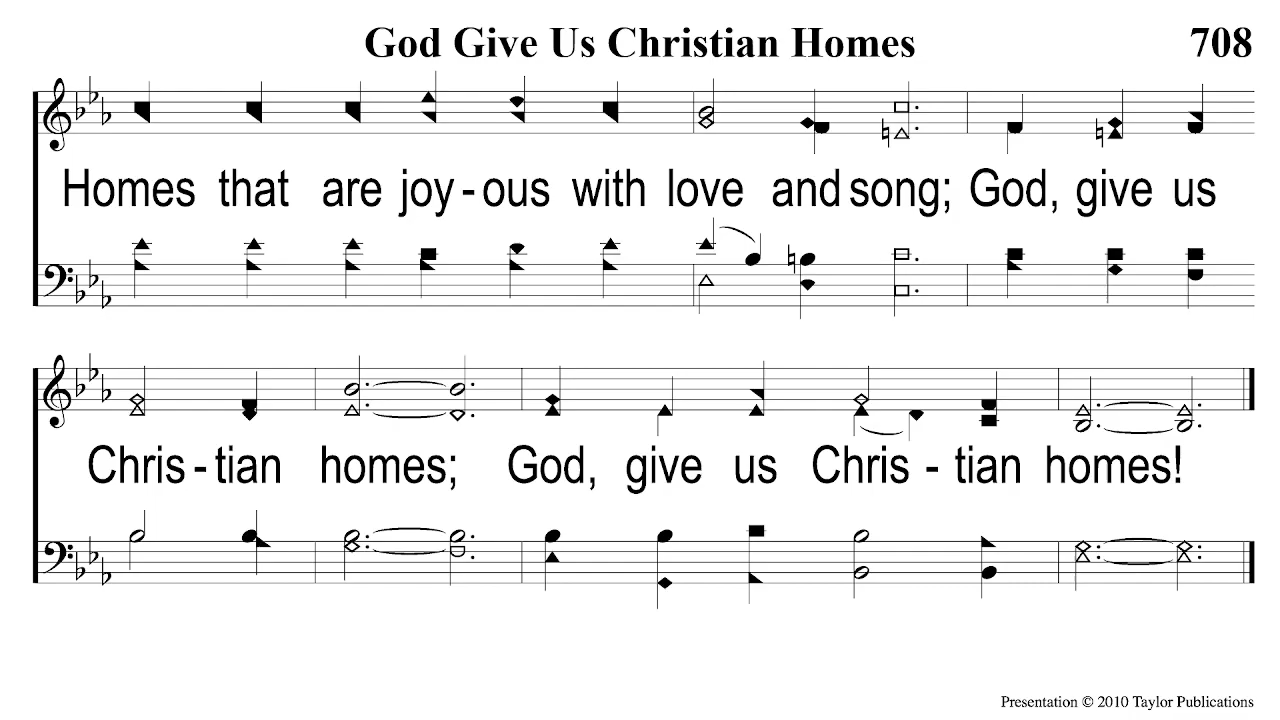 God Give Us Christian Homes 708
Homes that are joy - ous with love and song; God, give us
Chris - tian homes; God, give us Chris - tian homes!
Presentation © 2010 Taylor Publications